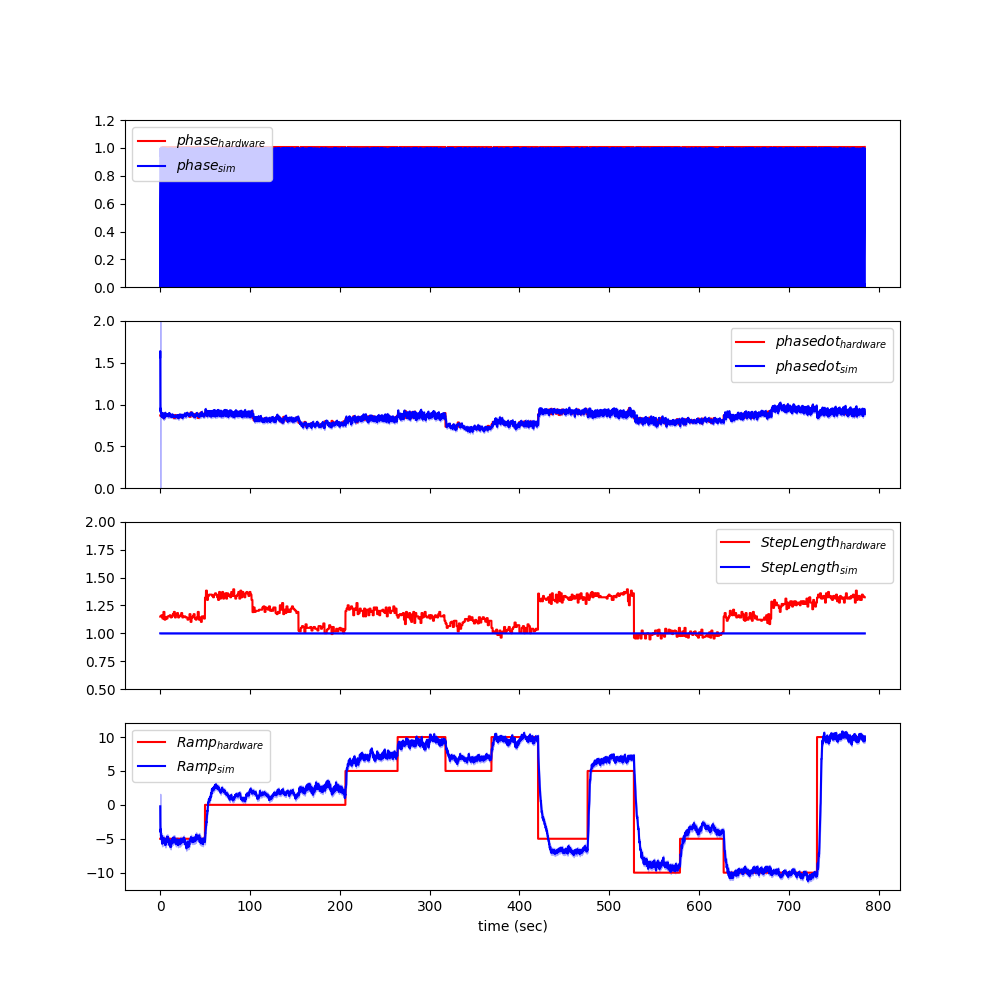 1.2
1.0
0.8
0.6
0.4
0.2
0.0
phase_hardware
phase_sim
2.0
1.5
1.0
0.5
0.0
phasedot_hardware
phasedot_sim
2.00
1.75
1.50
1.25
1.00
0.75
0.50
StepLength_hardware
StepLength_sim
10
5
0
−5
−10
Ramp_hardware
Ramp_sim
0 100 200 300 400 500 600 700 800
time (sec)